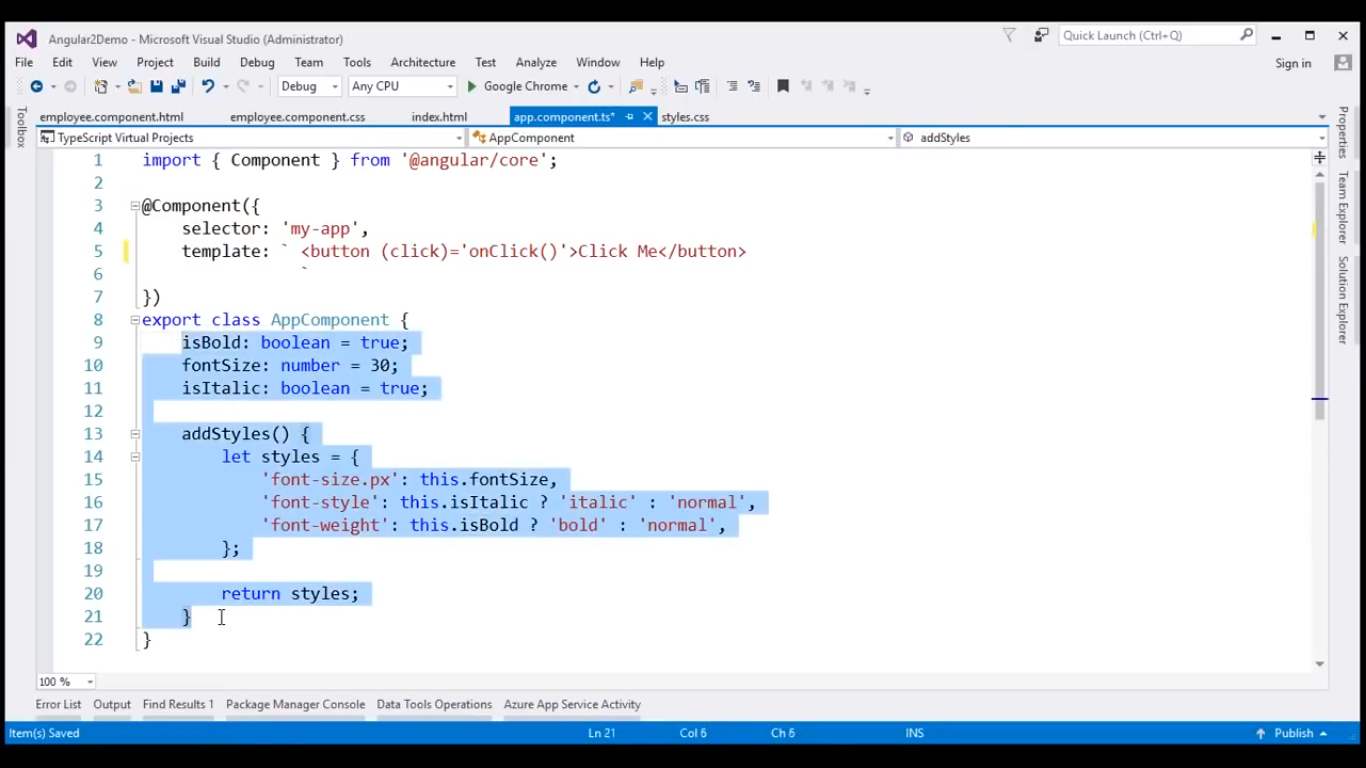 Angular2Demo - Microsoft Visual Studio (Administrator)
Quick Launch (Ctrl+Q)
File Edit View Project Build Debug Team Tools Architecture Test Analyze Window Help
Sign in
Debug Any CPU Google Chrome
employee.component.html employee.component.css index.html app.component.ts* styles.css
TypeScript Virtual Projects AppComponent addStyles
Toolbox
Properties
Team Explorer
Solution Explorer
1 import { Component } from '@angular/core';
2
3 @Component({
4 selector: 'my-app',
5 template: ` <button (click)='onClick()'>Click Me</button>
6 `
7 })
8 export class AppComponent {
9 isBold: boolean = true;
10 fontSize: number = 30;
11 isItalic: boolean = true;
12
13 addStyles() {
14 let styles = {
15 'font-size.px': this.fontSize,
16 'font-style': this.isItalic ? 'italic' : 'normal',
17 'font-weight': this.isBold ? 'bold' : 'normal',
18 };
19
20 return styles;
21 }
22 }
100 %
Error List Output Find Results 1 Package Manager Console Data Tools Operations Azure App Service Activity
Item(s) Saved Ln 21 Col 6 Ch 6 INS Publish